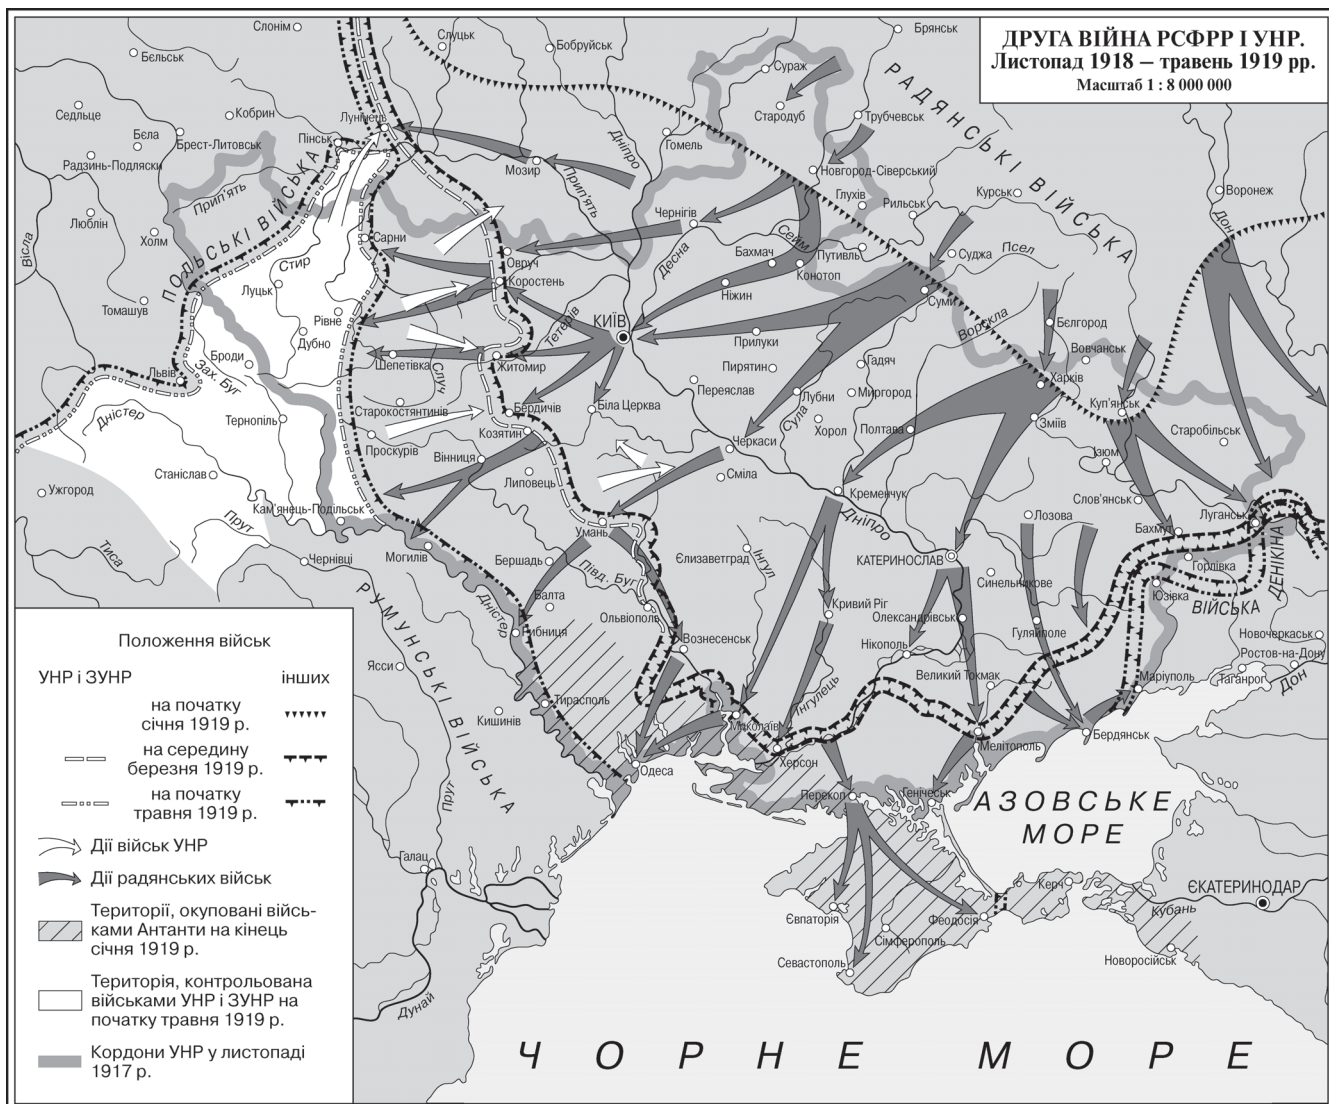 ДРУГА ВІЙНА РСФРР І УНР.
Листопад 1918 – травень 1919 рр.
Масштаб 1 : 8 000 000
Слонім
Слуцьк
Бобруйськ
Брянськ
Бєльськ
Сураж
Седльце
Кобрин
Лунінець
Стародуб
Трубчевськ
РАДЯНСЬКІ ВІЙСЬКА
Бєла
Брест-Литовськ
Пінськ
Гомель
Дніпро
Радзинь-Подляски
Мозир
Прип'ять
Новгород-Сіверський
Курськ
Воронеж
Прип'ять
ПОЛЬСЬКІ ВІЙСЬКА
Глухів
Рильськ
Люблін
Чернігів
Дон
Холм
Сарни
Десна
Сейм
Путивль
Псел
Вісла
Стир
Овруч
Бахмач
Конотоп
Суджа
Луцьк
Коростень
Ніжин
Суми
Томашув
Рівне
КИЇВ
Ворскла
Бєлгород
Дубно
Тетерів
Прилуки
Вовчанськ
Броди
Зах. Буг
Шепетівка
Случ
Житомир
Пирятин
Гадяч
Львів
Переяслав
Лубни
Миргород
Харків
Куп'янськ
Дністер
Старокостянтинів
Бердичів
Біла Церква
Сула
Хорол
Полтава
Зміїв
Старобільськ
Тернопіль
Козятин
Черкаси
Проскурів
Вінниця
Ізюм
Станіслав
Липовець
Сміла
Кременчук
Слов'янськ
Ужгород
Кам'янець-Подільськ
Дніпро
Лозова
Луганськ
Прут
Умань
Бахмут
Тиса
Чернівці
Могилів
Бершадь
Єлизаветград
Інгул
КАТЕРИНОСЛАВ
Горлівка
Півд. Буг
Синельникове
Юзівка
ВІЙСЬКА ДЕНІКІНА
РУМУНСЬКІ ВІЙСЬКА
Дністер
Балта
Ольвіополь
Кривий Ріг
Олександрівськ
Рибниця
Вознесенськ
Гуляйполе
Новочеркаськ
Нікополь
Ростов-на-Дону
Ясси
Великий Токмак
Маріуполь
Таганрог
Дон
Тирасполь
Інгулець
Кишинів
Миколаїв
Бердянськ
Мелітополь
Херсон
Одеса
Прут
Перекоп
Генічеськ
АЗОВСЬКЕ
МОРЕ
Галац
Керч
ЄКАТЕРИНОДАР
Євпаторія
Феодосія
Кубань
Сімферополь
Севастополь
Новоросійськ
Дунай
ЧОРНЕ МОРЕ
Положення військ
УНР і ЗУНР
інших
на початку
січня 1919 р.
на середину
березня 1919 р.
на початку
травня 1919 р.
Дії військ УНР
Дії радянських військ
Території, окуповані війсь-
ками Антанти на кінець
січня 1919 р.
Територія, контрольована
військами УНР і ЗУНР на
початку травня 1919 р.
Кордони УНР у листопаді
1917 р.